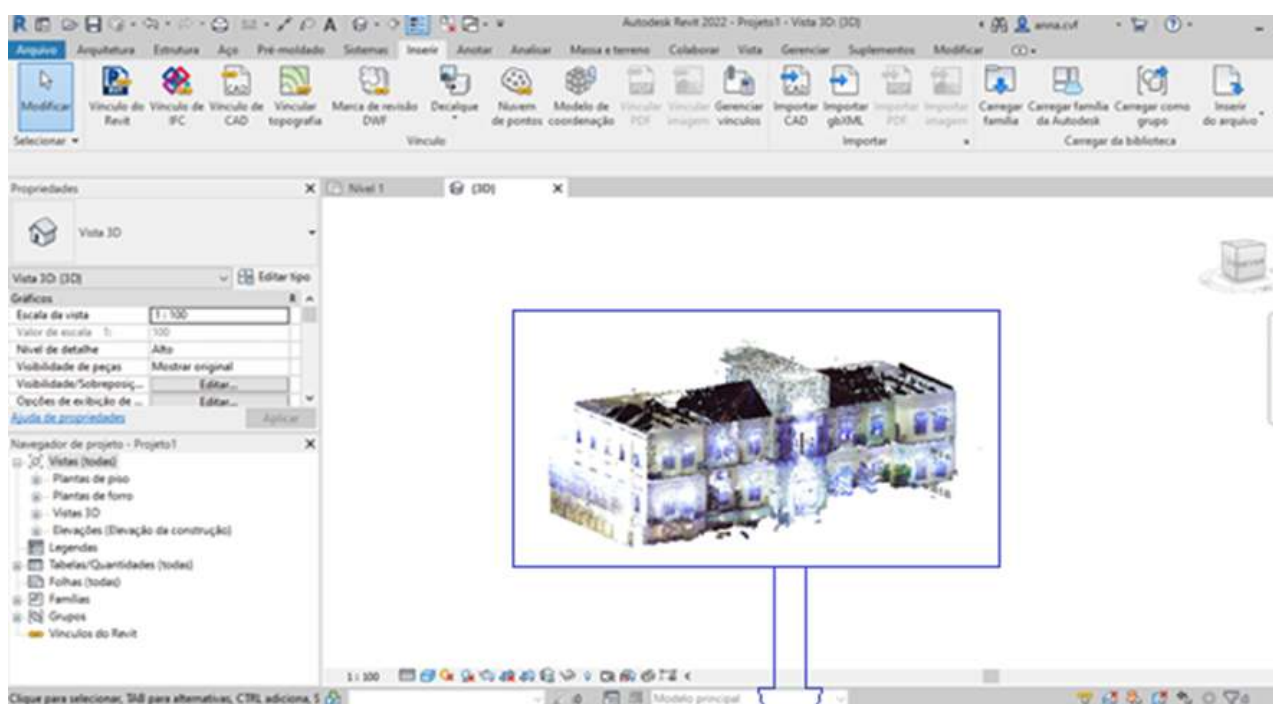 Autodesk Revit 2022 - Projeto1 - Vista 3D: {3D}
anna.cvf
Arquivo Arquitetura Estrutura Aço Pré-moldado Sistemas Inserir Anotar Analisar Massa e terreno Colaborar Vista Gerenciar Suplementos Modificar
Modificar Vínculo do Revit Vínculo de IFC Vínculo de CAD Vincular topografia Marca de revisão DWF Decalque Nuvem de pontos Modelo de coordenação Vincular PDF Vincular imagem Gerenciar vínculos Importar CAD Importar gbXML Importar PDF Importar imagem Carregar família Carregar família da Autodesk Carregar como grupo Inserir do arquivo
Selecionar Vínculo Importar Carregar da biblioteca
Propriedades
Nível 1 {3D}
Vista 3D
Vista 3D: {3D} Editar tipo
Gráficos
Escala da vista 1 : 100
Valor de escala 1: 100
Nível de detalhe Alto
Visibilidade de peças Mostrar original
Visibilidade/Sobreposiç... Editar...
Opções de exibição de ... Editar...
Ajuda de propriedades Aplicar
Navegador de projeto - Projeto1
Vistas (todas)
Plantas de piso
Plantas de forro
Vistas 3D
Elevações (Elevação da construção)
Legendas
Tabelas/Quantidades (todas)
Folhas (todas)
Famílias
Grupos
Vínculos do Revit
1 : 100
Clique para selecionar, TAB para alternativas, CTRL adiciona, S
:0 Modelo principal